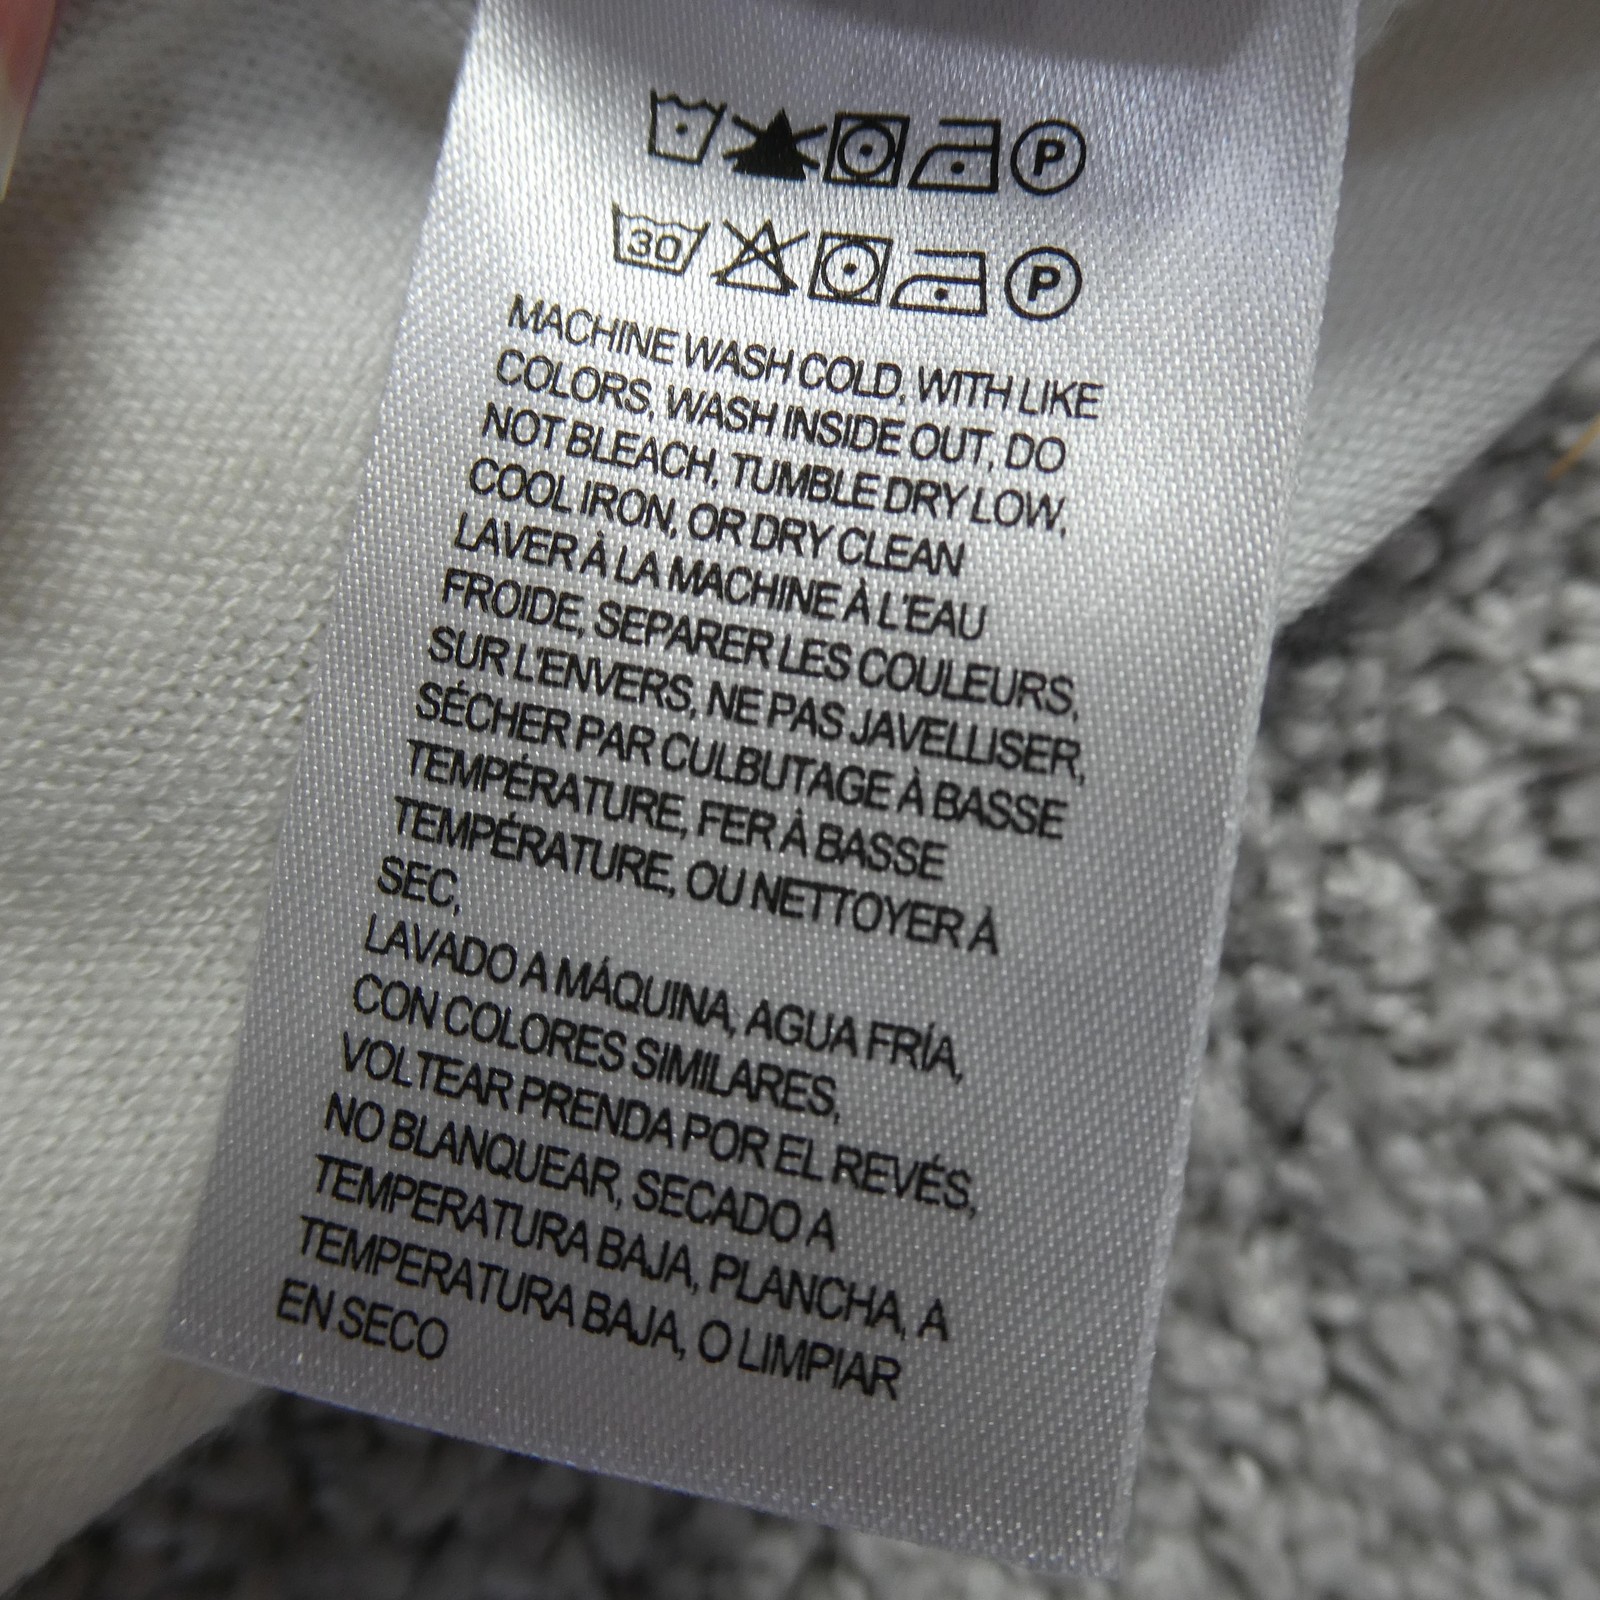 P
30 P
MACHINE WASH COLD, WITH LIKE
COLORS, WASH INSIDE OUT, DO
NOT BLEACH, TUMBLE DRY LOW,
COOL IRON, OR DRY CLEAN
LAVER À LA MACHINE À L'EAU
FROIDE, SEPARER LES COULEURS,
SUR L'ENVERS, NE PAS JAVELLISER,
SÉCHER PAR CULBUTAGE À BASSE
TEMPÉRATURE, FER À BASSE
TEMPÉRATURE, OU NETTOYER À
SEC,
LAVADO A MÁQUINA, AGUA FRÍA,
CON COLORES SIMILARES,
VOLTEAR PRENDA POR EL REVÉS,
NO BLANQUEAR, SECADO A
TEMPERATURA BAJA, PLANCHA, A
TEMPERATURA BAJA, O LIMPIAR
EN SECO